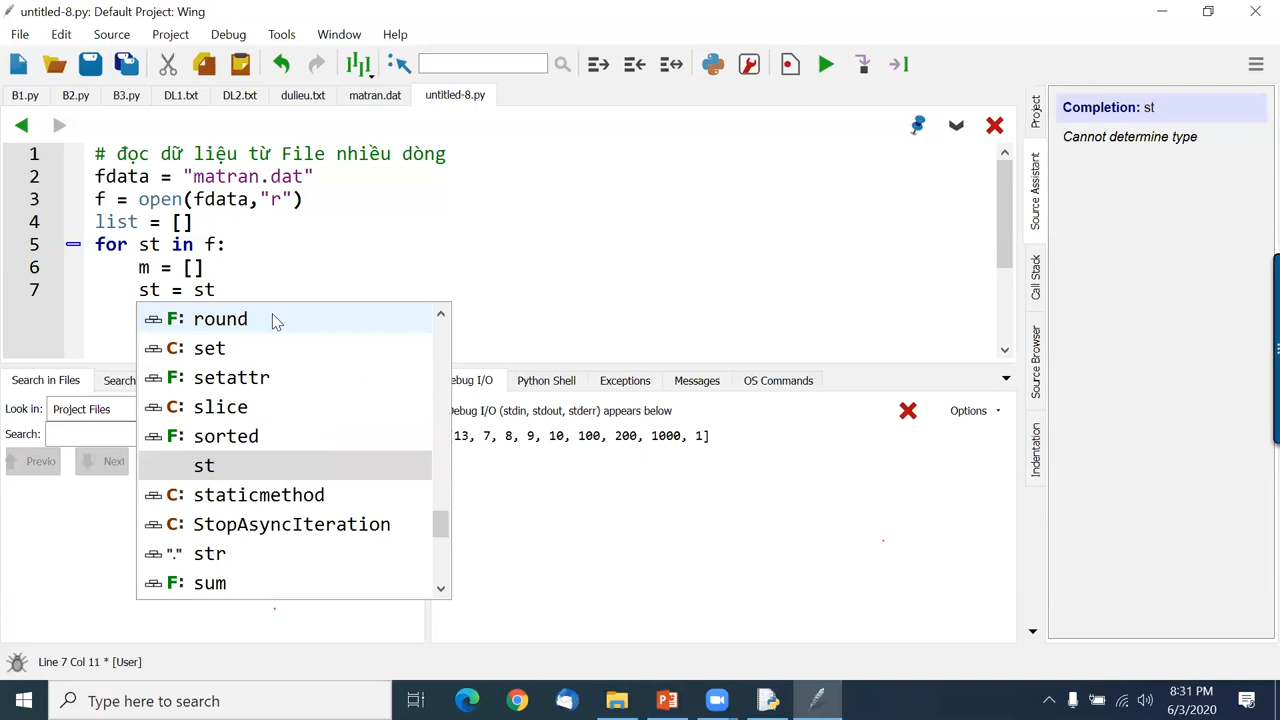 untitled-8.py: Default Project: Wing
File Edit Source Project Debug Tools Window Help
B1.py B2.py B3.py DL1.txt DL2.txt dulieu.txt matran.dat untitled-8.py
1 # đọc dữ liệu từ File nhiều dòng
2 fdata = "matran.dat"
3 f = open(fdata,"r")
4 list = []
5 for st in f:
6 m = []
7 st = st
F: round
C: set
F: setattr
C: slice
F: sorted
st
C: staticmethod
C: StopAsyncIteration
"." str
F: sum
Completion: st
Cannot determine type
Project
Source Assistant
Call Stack
Source Browser
Indentation
Search in Files Search
Look in: Project Files
Search:
Previo Next
ebug I/O Python Shell Exceptions Messages OS Commands
Debug I/O (stdin, stdout, stderr) appears below
Options
13, 7, 8, 9, 10, 100, 200, 1000, 1]
Line 7 Col 11 * [User]
Type here to search
8:31 PM
6/3/2020